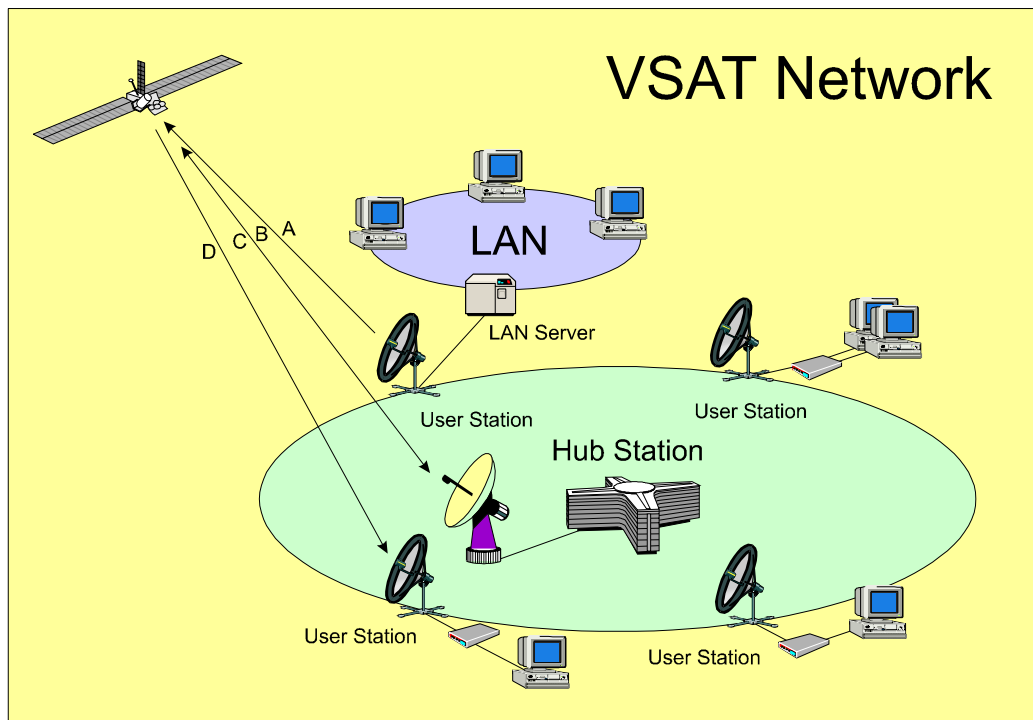 VSAT Network
LAN
A
B
C
D
LAN Server
User Station
User Station
Hub Station
User Station
User Station